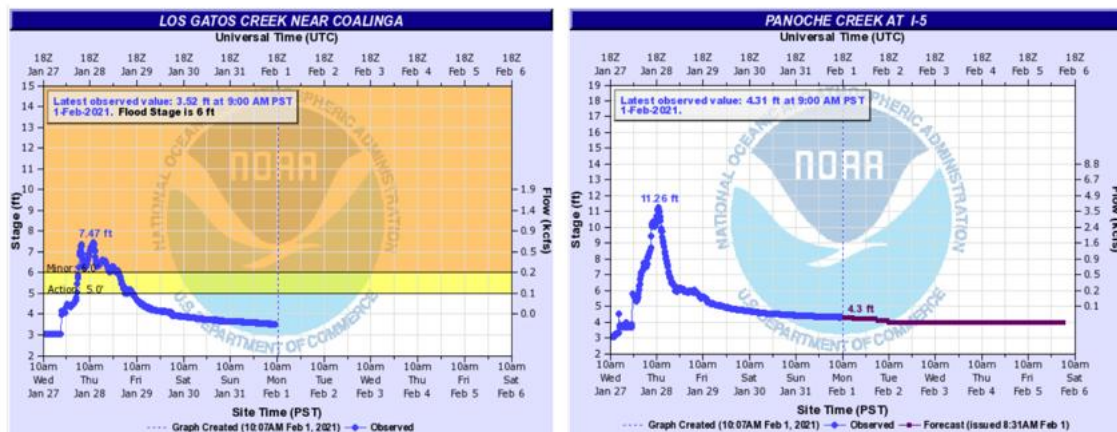 LOS GATOS CREEK NEAR COALINGA
Universal Time (UTC)
18Z 18Z 18Z 18Z 18Z 18Z 18Z 18Z 18Z 18Z 18Z
Jan 27 Jan 28 Jan 29 Jan 30 Jan 31 Feb 1 Feb 2 Feb 3 Feb 4 Feb 5 Feb 6
Latest observed value: 3.52 ft at 9:00 AM PST
1-Feb-2021. Flood Stage is 6 ft
NATIONAL OCEANIC AND ATMOSPHERIC ADMINISTRATION
NOAA
U.S. DEPARTMENT OF COMMERCE
Stage (ft)
15
14
13
12
11
10
9
8
7
6
5
4
3
2
7.47 ft
Minor: 6.0'
Action: 5.0'
Flow (kcfs)
1.9
1.4
0.9
0.5
0.2
0.1
0.0
10am 10am 10am 10am 10am 10am 10am 10am 10am 10am 10am
Wed Thu Fri Sat Sun Mon Tue Wed Thu Fri Sat
Jan 27 Jan 28 Jan 29 Jan 30 Jan 31 Feb 1 Feb 2 Feb 3 Feb 4 Feb 5 Feb 6
Site Time (PST)
Graph Created (10:07AM Feb 1, 2021) Observed
PANOCHE CREEK AT I-5
Universal Time (UTC)
18Z 18Z 18Z 18Z 18Z 18Z 18Z 18Z 18Z 18Z 18Z
Jan 27 Jan 28 Jan 29 Jan 30 Jan 31 Feb 1 Feb 2 Feb 3 Feb 4 Feb 5 Feb 6
Latest observed value: 4.31 ft at 9:00 AM PST
1-Feb-2021.
NATIONAL OCEANIC AND ATMOSPHERIC ADMINISTRATION
NOAA
U.S. DEPARTMENT OF COMMERCE
Stage (ft)
19
18
17
16
15
14
13
12
11
10
9
8
7
6
5
4
3
2
11.26 ft
4.3 ft
Flow (kcfs)
8.8
6.7
4.9
3.5
2.4
1.6
0.9
0.5
0.2
0.1
10am 10am 10am 10am 10am 10am 10am 10am 10am 10am 10am
Wed Thu Fri Sat Sun Mon Tue Wed Thu Fri Sat
Jan 27 Jan 28 Jan 29 Jan 30 Jan 31 Feb 1 Feb 2 Feb 3 Feb 4 Feb 5 Feb 6
Site Time (PST)
Graph Created (10:07AM Feb 1, 2021) Observed Forecast (issued 8:31AM Feb 1)